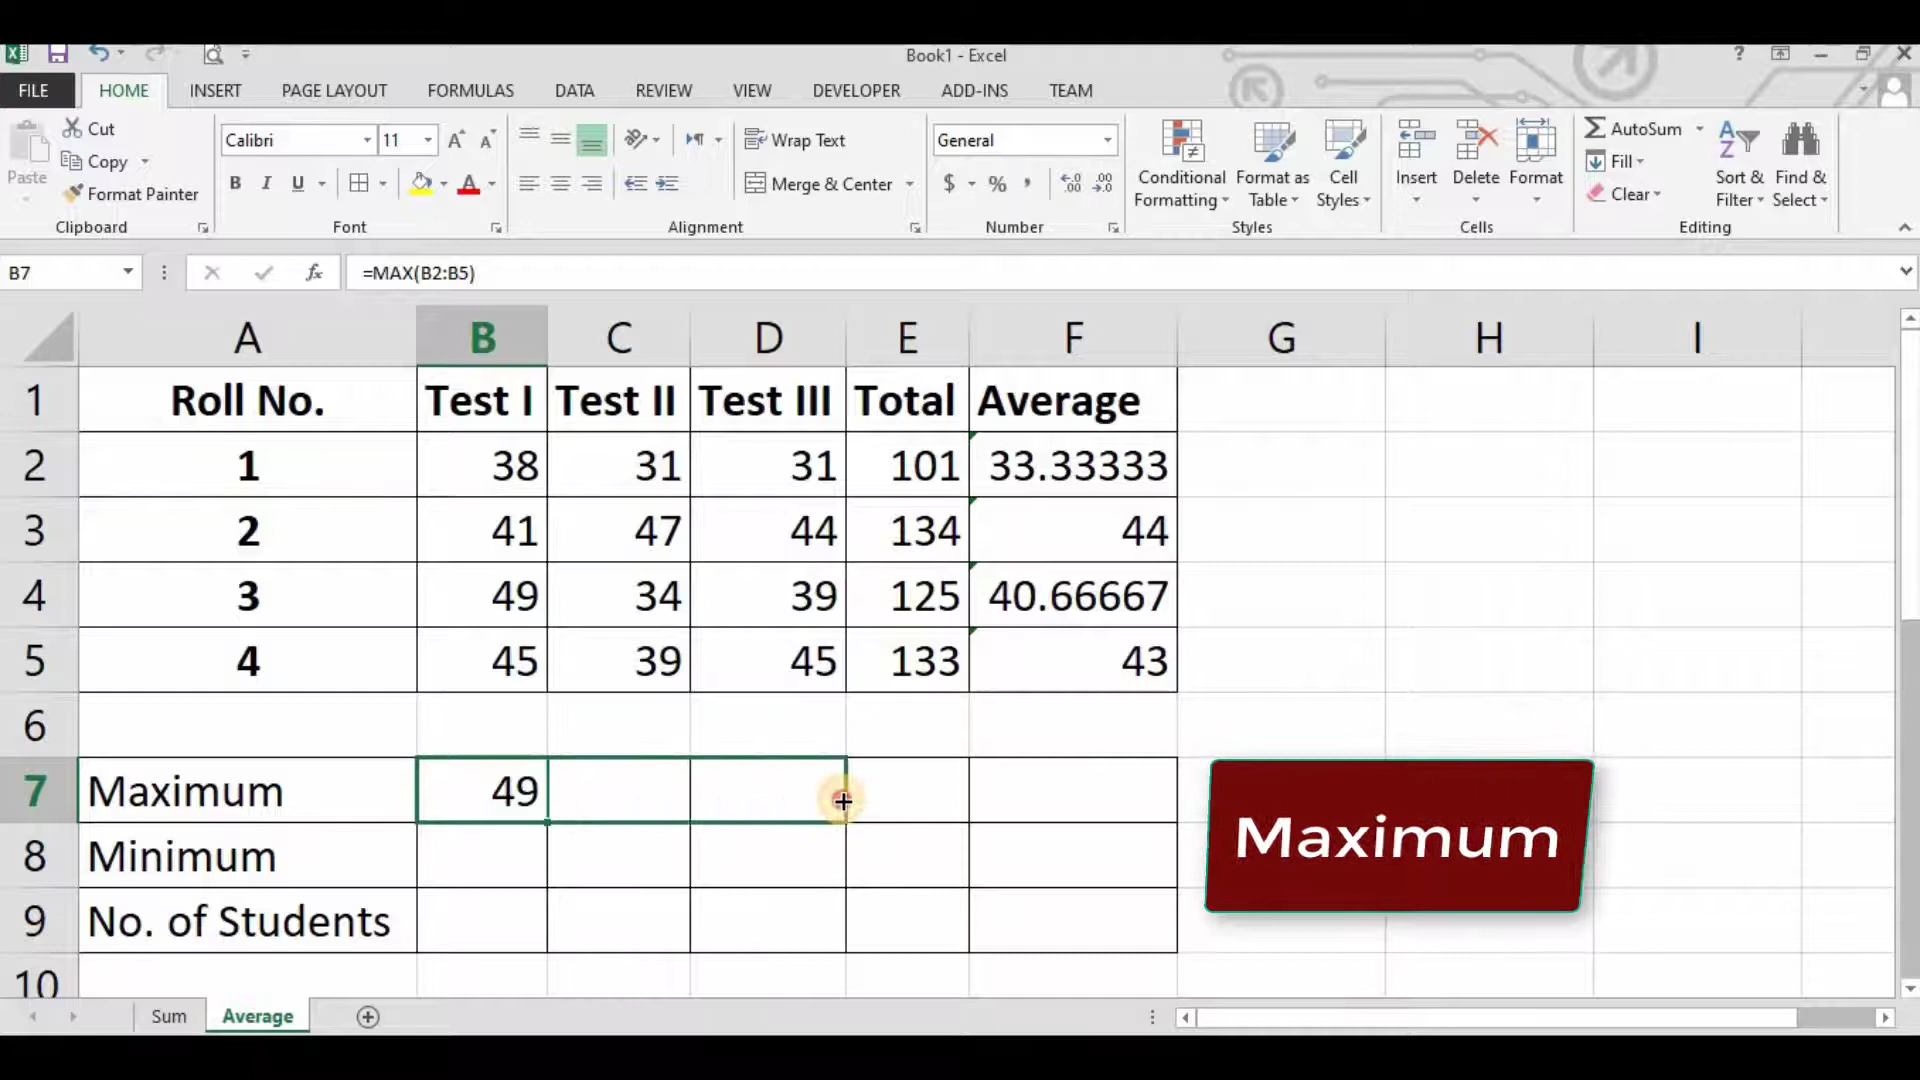 Book1 - Excel
?
FILE HOME INSERT PAGE LAYOUT FORMULAS DATA REVIEW VIEW DEVELOPER ADD-INS TEAM
Paste
Cut
Copy
Format Painter
Clipboard
Calibri 11
B I U
Font
Wrap Text
Merge & Center
Alignment
General
$ % ,
Number
Conditional Formatting
Format as Table
Cell Styles
Styles
Insert
Delete
Format
Cells
AutoSum
Fill
Clear
Sort & Filter
Find & Select
Editing
B7 fx =MAX(B2:B5)
A B C D E F G H I
1 Roll No. Test I Test II Test III Total Average
2 1 38 31 31 101 33.33333
3 2 41 47 44 134 44
4 3 49 34 39 125 40.66667
5 4 45 39 45 133 43
6
7 Maximum 49
Maximum
8 Minimum
9 No. of Students
10
Sum Average